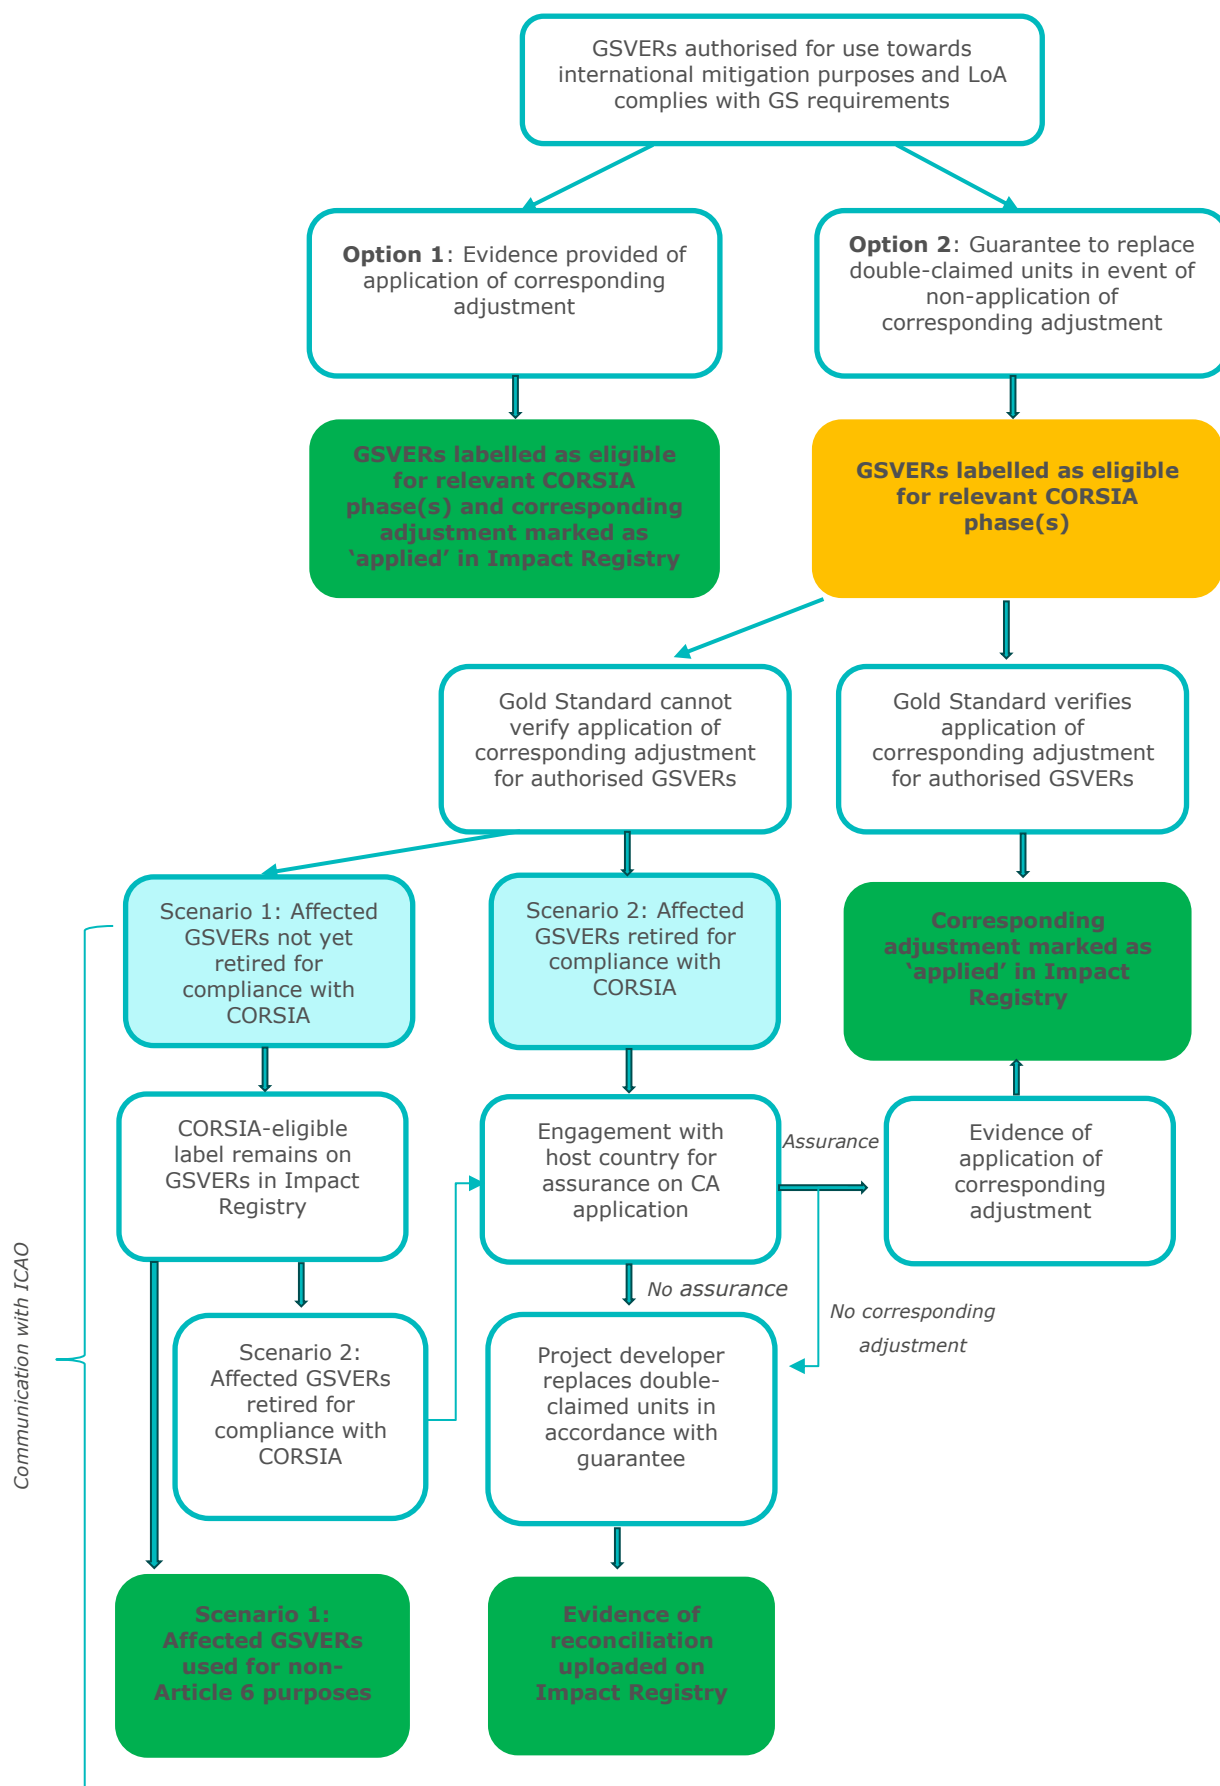 GSVERs authorised for use towards
international mitigation purposes and LoA
complies with GS requirements
Option 1: Evidence provided of
application of corresponding
adjustment
Option 2: Guarantee to replace
double-claimed units in event of
non-application of
corresponding adjustment
GSVERs labelled as eligible
for relevant CORSIA
phase(s) and corresponding
adjustment marked as
‘applied’ in Impact Registry
GSVERs labelled as eligible
for relevant CORSIA
phase(s)
Gold Standard cannot
verify application of
corresponding adjustment
for authorised GSVERs
Gold Standard verifies
application of
corresponding adjustment
for authorised GSVERs
Scenario 1: Affected
GSVERs not yet
retired for
compliance with
CORSIA
Scenario 2: Affected
GSVERs retired for
compliance with
CORSIA
Corresponding
adjustment marked as
‘applied’ in Impact
Registry
CORSIA-eligible
label remains on
GSVERs in Impact
Registry
Engagement with
host country for
assurance on CA
application
Assurance
Evidence of
application of
corresponding
adjustment
No assurance
No corresponding
adjustment
Communication with ICAO
Scenario 2:
Affected GSVERs
retired for
compliance with
CORSIA
Project developer
replaces double-
claimed units in
accordance with
guarantee
Scenario 1:
Affected GSVERs
used for non-
Article 6 purposes
Evidence of
reconciliation
uploaded on
Impact Registry